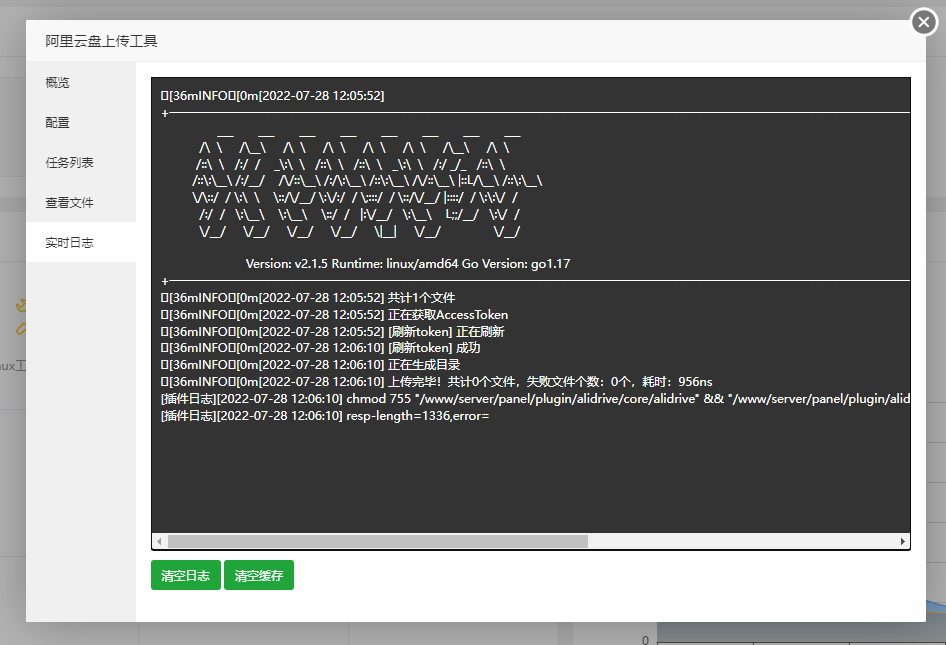 阿里云盘上传工具
概览
配置
任务列表
查看文件
实时日志
[36mINFO[0m[2022-07-28 12:05:52]
Version: v2.1.5 Runtime: linux/amd64 Go Version: go1.17
[36mINFO[0m[2022-07-28 12:05:52] 共计1个文件
[36mINFO[0m[2022-07-28 12:05:52] 正在获取AccessToken
[36mINFO[0m[2022-07-28 12:05:52] [刷新token] 正在刷新
[36mINFO[0m[2022-07-28 12:06:10] [刷新token] 成功
[36mINFO[0m[2022-07-28 12:06:10] 正在生成目录
[36mINFO[0m[2022-07-28 12:06:10] 上传完毕！共计0个文件，失败文件个数：0个，耗时：956ns
[插件日志][2022-07-28 12:06:10] chmod 755 "/www/server/panel/plugin/alidrive/core/alidrive" && "/www/server/panel/plugin/alid
[插件日志][2022-07-28 12:06:10] resp-length=1336,error=
清空日志
清空缓存
ux工
0